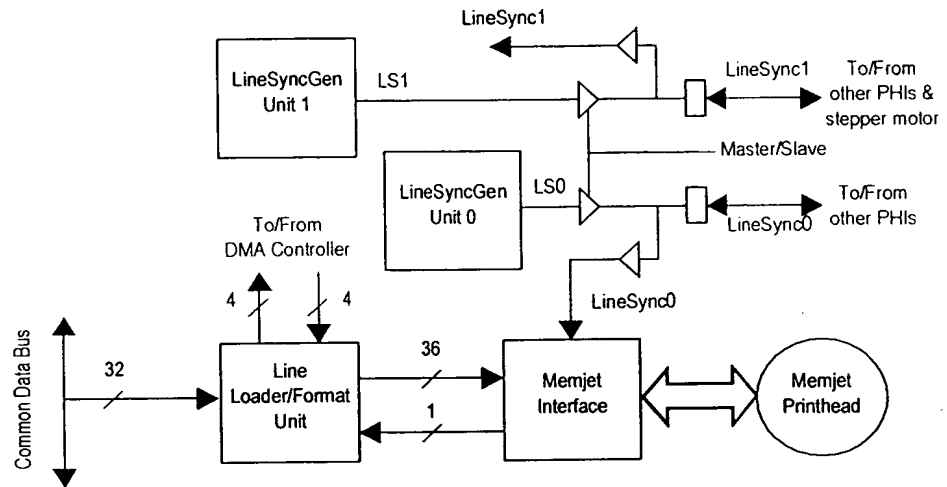 LineSync1
LineSyncGen
Unit 1
LS1
LineSync1
To/From
other PHIs &
stepper motor
Master/Slave
LineSyncGen
Unit 0
LS0
LineSync0
To/From
other PHIs
To/From
DMA Controller
4
4
LineSync0
Common Data Bus
32
Line
Loader/Format
Unit
36
1
Memjet
Interface
Memjet
Printhead